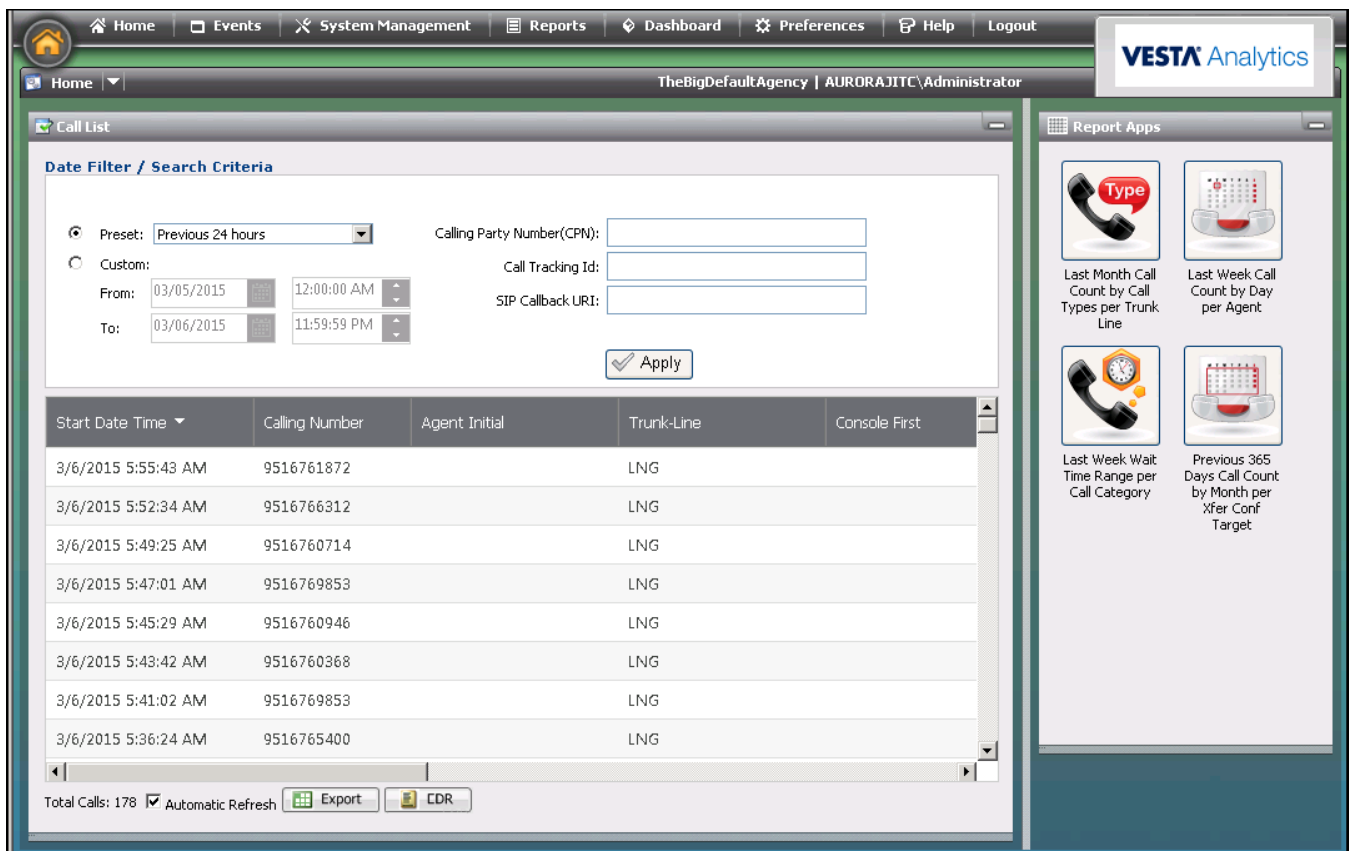 Home Events System Management Reports Dashboard Preferences Help Logout
VESTA Analytics
Home TheBigDefaultAgency | AURORAJITC\Administrator
Call List
Date Filter / Search Criteria
Preset: Previous 24 hours
Custom:
From: 03/05/2015 12:00:00 AM
To: 03/06/2015 11:59:59 PM
Calling Party Number(CPN):
Call Tracking Id:
SIP Callback URI:
Apply
Start Date Time Calling Number Agent Initial Trunk-Line Console First
3/6/2015 5:55:43 AM 9516761872 LNG
3/6/2015 5:52:34 AM 9516766312 LNG
3/6/2015 5:49:25 AM 9516760714 LNG
3/6/2015 5:47:01 AM 9516769853 LNG
3/6/2015 5:45:29 AM 9516760946 LNG
3/6/2015 5:43:42 AM 9516760368 LNG
3/6/2015 5:41:02 AM 9516769853 LNG
3/6/2015 5:36:24 AM 9516765400 LNG
Total Calls: 178 Automatic Refresh Export CDR
Report Apps
Type
Last Month Call
Count by Call
Types per Trunk
Line
Last Week Call
Count by Day
per Agent
Last Week Wait
Time Range per
Call Category
Previous 365
Days Call Count
by Month per
Xfer Conf
Target